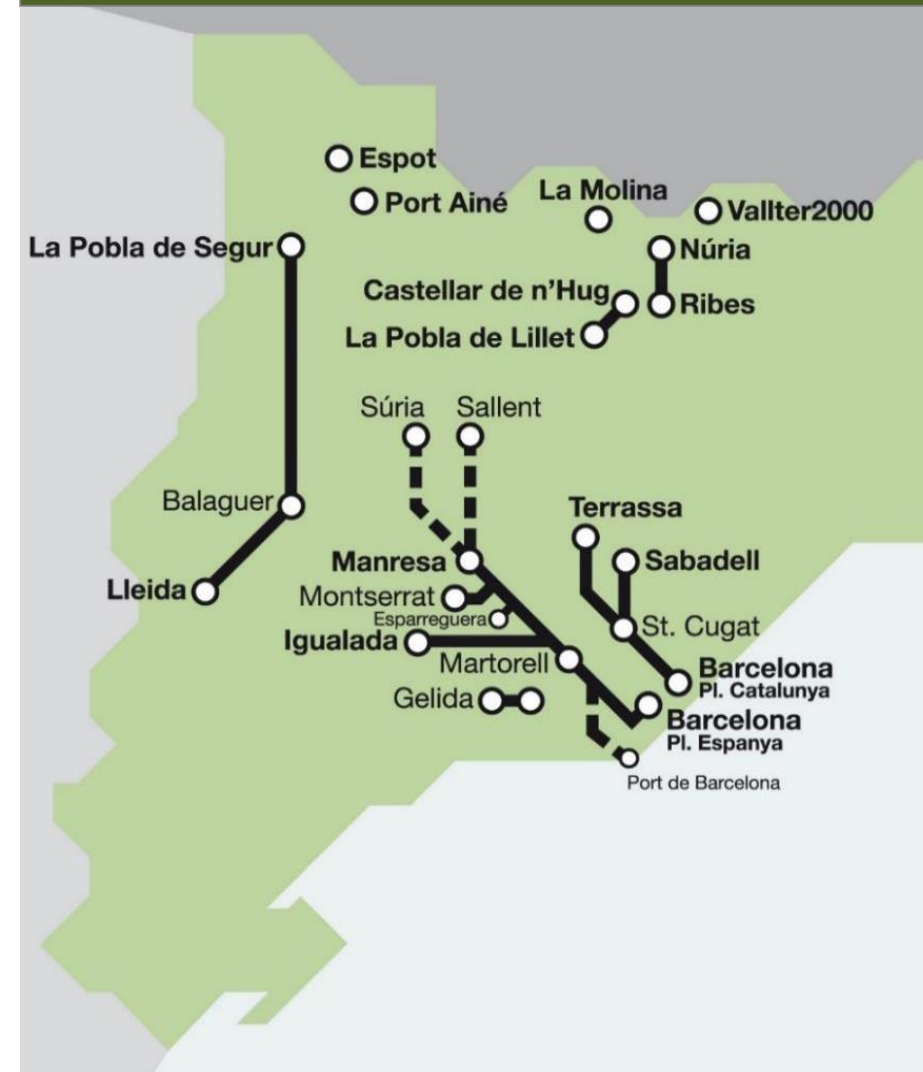 Espot
Port Ainé
La Molina
Vallter2000
La Pobla de Segur
Núria
Castellar de n'Hug
Ribes
La Pobla de Lillet
Súria
Sallent
Balaguer
Terrassa
Manresa
Sabadell
Lleida
Montserrat
Esparreguera
St. Cugat
Igualada
Martorell
Barcelona
Pl. Catalunya
Gelida
Barcelona
Pl. Espanya
Port de Barcelona